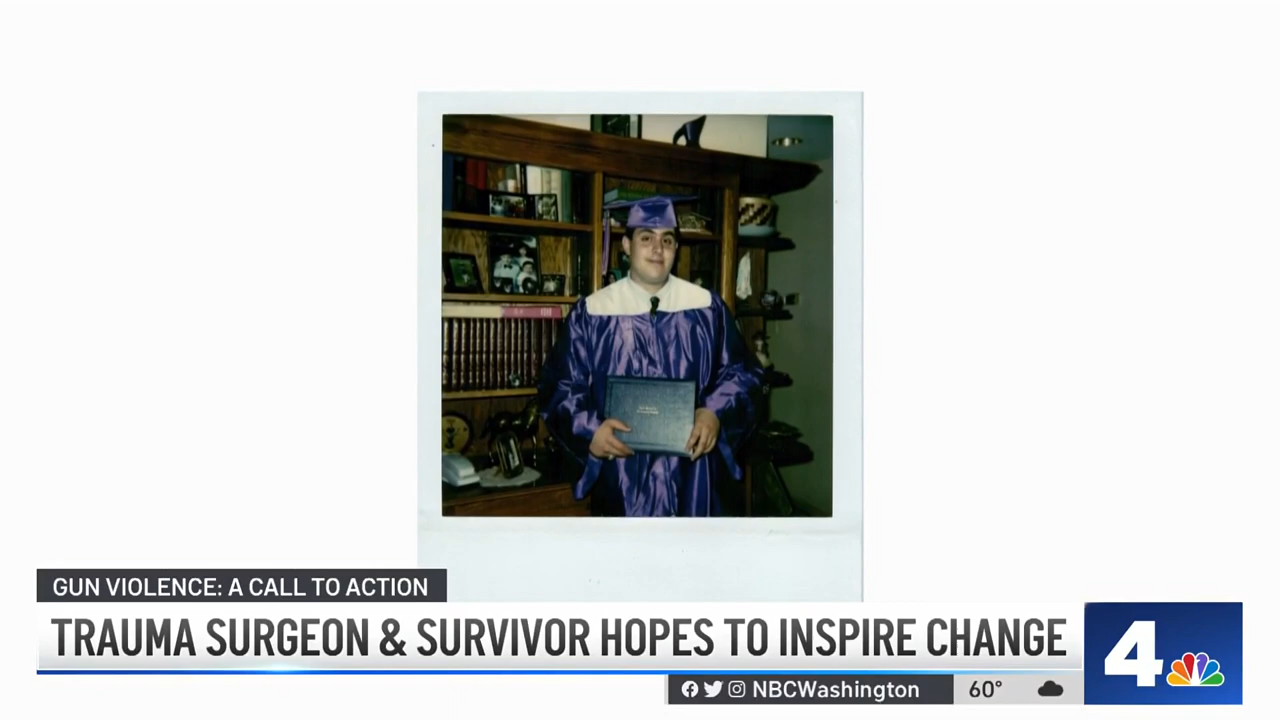 GUN VIOLENCE: A CALL TO ACTION
TRAUMA SURGEON & SURVIVOR HOPES TO INSPIRE CHANGE
4
NBCWashington
60°